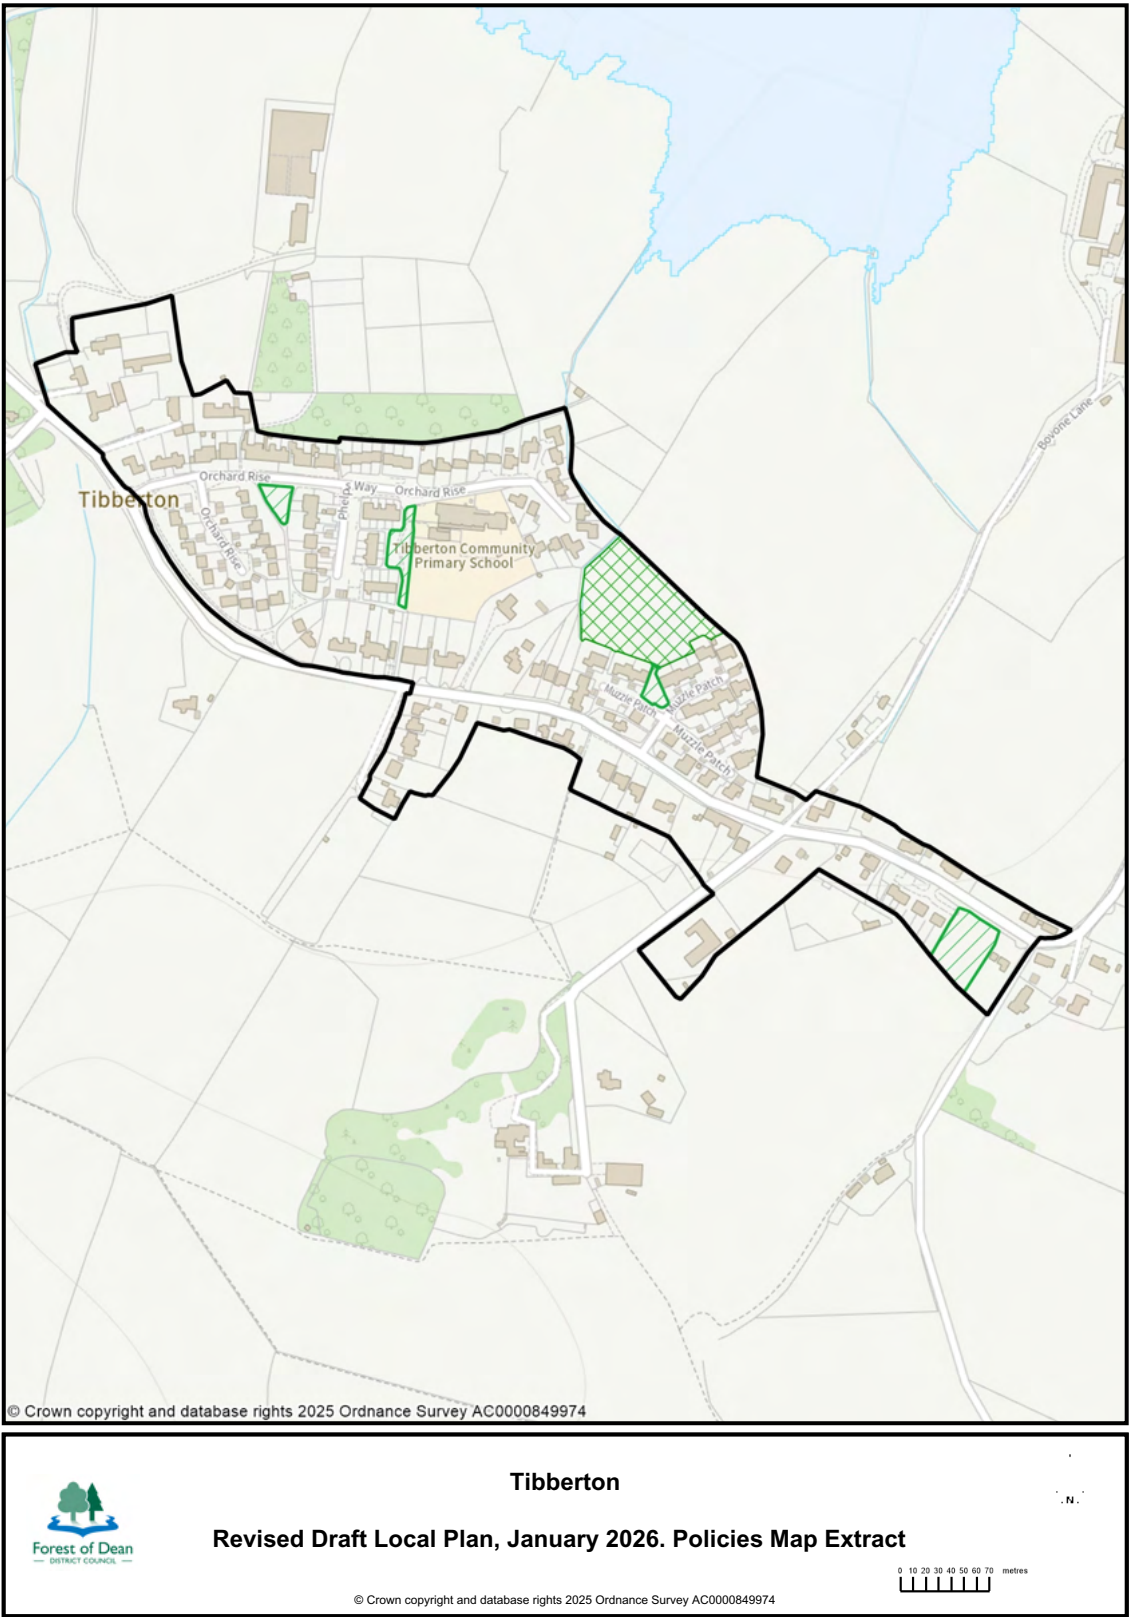 Bovone Lane
Orchard Rise
Phelps Way
Orchard Rise
Tibberton
Orchard Rise
Tibberton Community
Primary School
Muzzle Patch
Muzzle Patch
Muzzle Patch
© Crown copyright and database rights 2025 Ordnance Survey AC0000849974
Tibberton
N
Forest of Dean
DISTRICT COUNCIL
Revised Draft Local Plan, January 2026. Policies Map Extract
0 10 20 30 40 50 60 70 metres
© Crown copyright and database rights 2025 Ordnance Survey AC0000849974